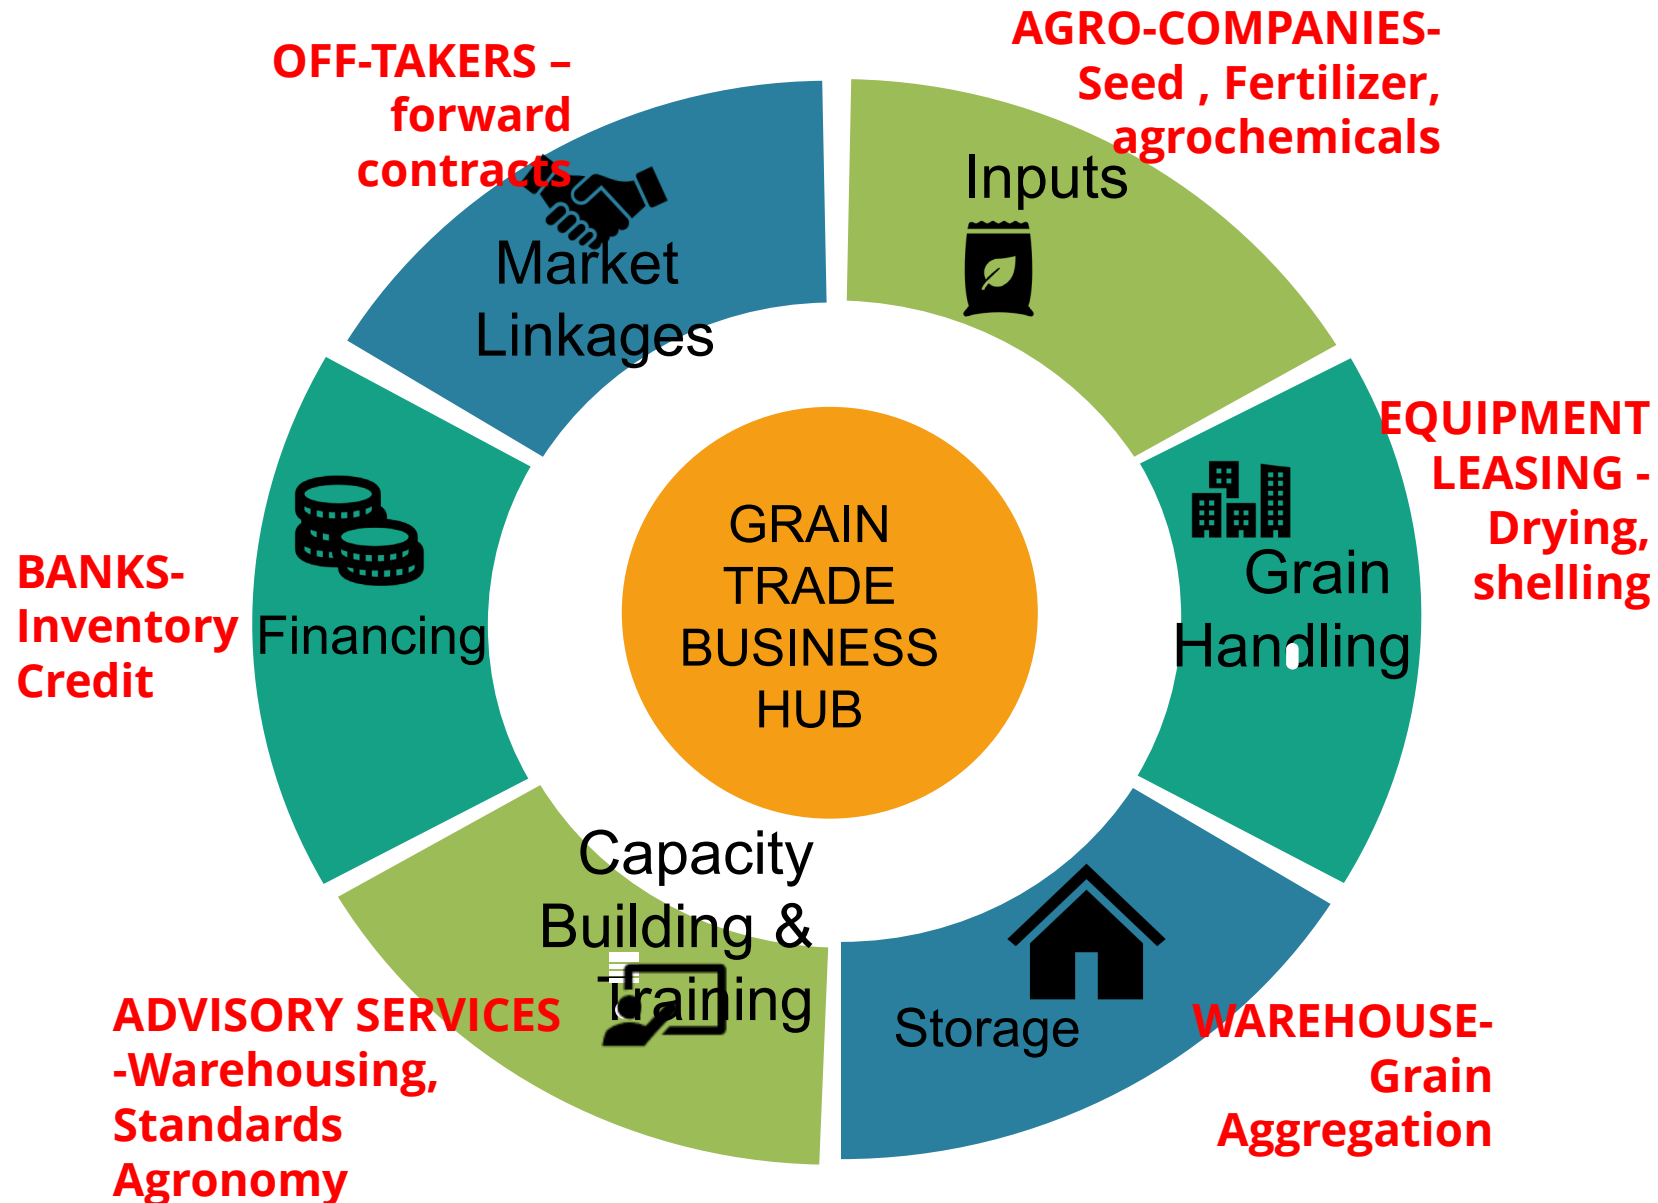 OFF-TAKERS –
forward
contracts
AGRO-COMPANIES-
Seed , Fertilizer,
agrochemicals
Inputs
Market
Linkages
EQUIPMENT
LEASING -
Drying,
shelling
Grain
Handling
GRAIN
TRADE
BUSINESS
HUB
BANKS-
Inventory
Credit
Financing
Capacity
Building &
Training
ADVISORY SERVICES
-Warehousing,
Standards
Agronomy
Storage
WAREHOUSE-
Grain
Aggregation